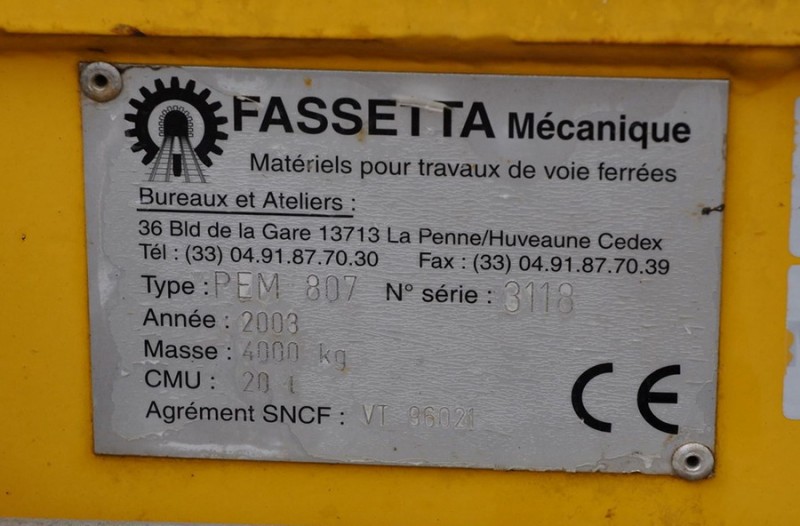 FASSETTA Mécanique
Matériels pour travaux de voie ferrées
Bureaux et Ateliers :
36 Bld de la Gare 13713 La Penne/Huveaune Cedex
Tél : (33) 04.91.87.70.30 Fax : (33) 04.91.87.70.39
Type : PEM 807 N° série : 3118
Année : 2003
Masse : 4000 kg
CMU : 20 t
Agrément SNCF : VT 96021
CE